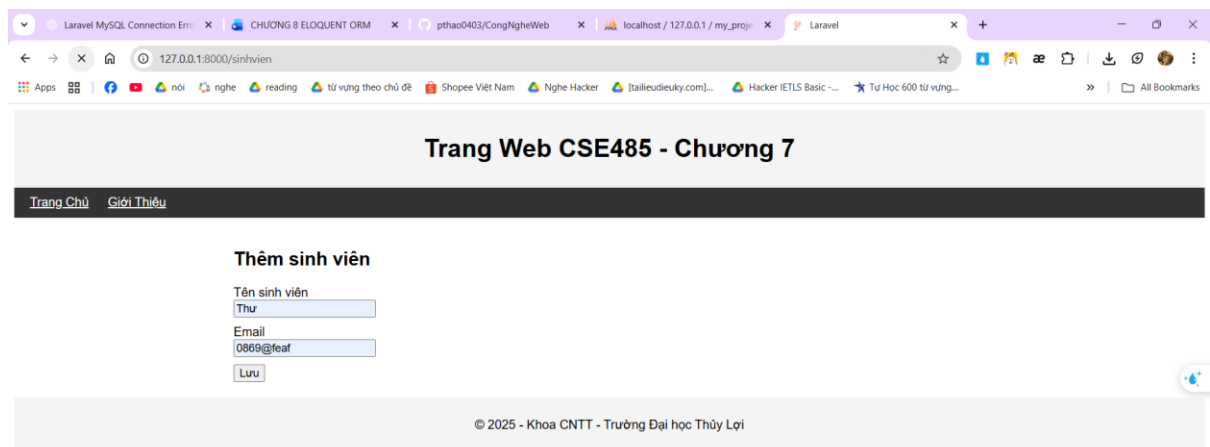 Laravel MySQL Connection Erro
CHƯƠNG 8 ELOQUENT ORM
pthao0403/CongNgheWeb
localhost / 127.0.0.1 / my_proje
Laravel
127.0.0.1:8000/sinhvien
Apps
nói
nghe
reading
từ vựng theo chủ đề
Shopee Việt Nam
Nghe Hacker
[tailieudieuky.com]...
Hacker IETLS Basic -...
Tự Học 600 từ vựng...
All Bookmarks
Trang Web CSE485 - Chương 7
Trang Chủ Giới Thiệu
Thêm sinh viên
Tên sinh viên
Thư
Email
0869@feaf
Lưu
© 2025 - Khoa CNTT - Trường Đại học Thủy Lợi